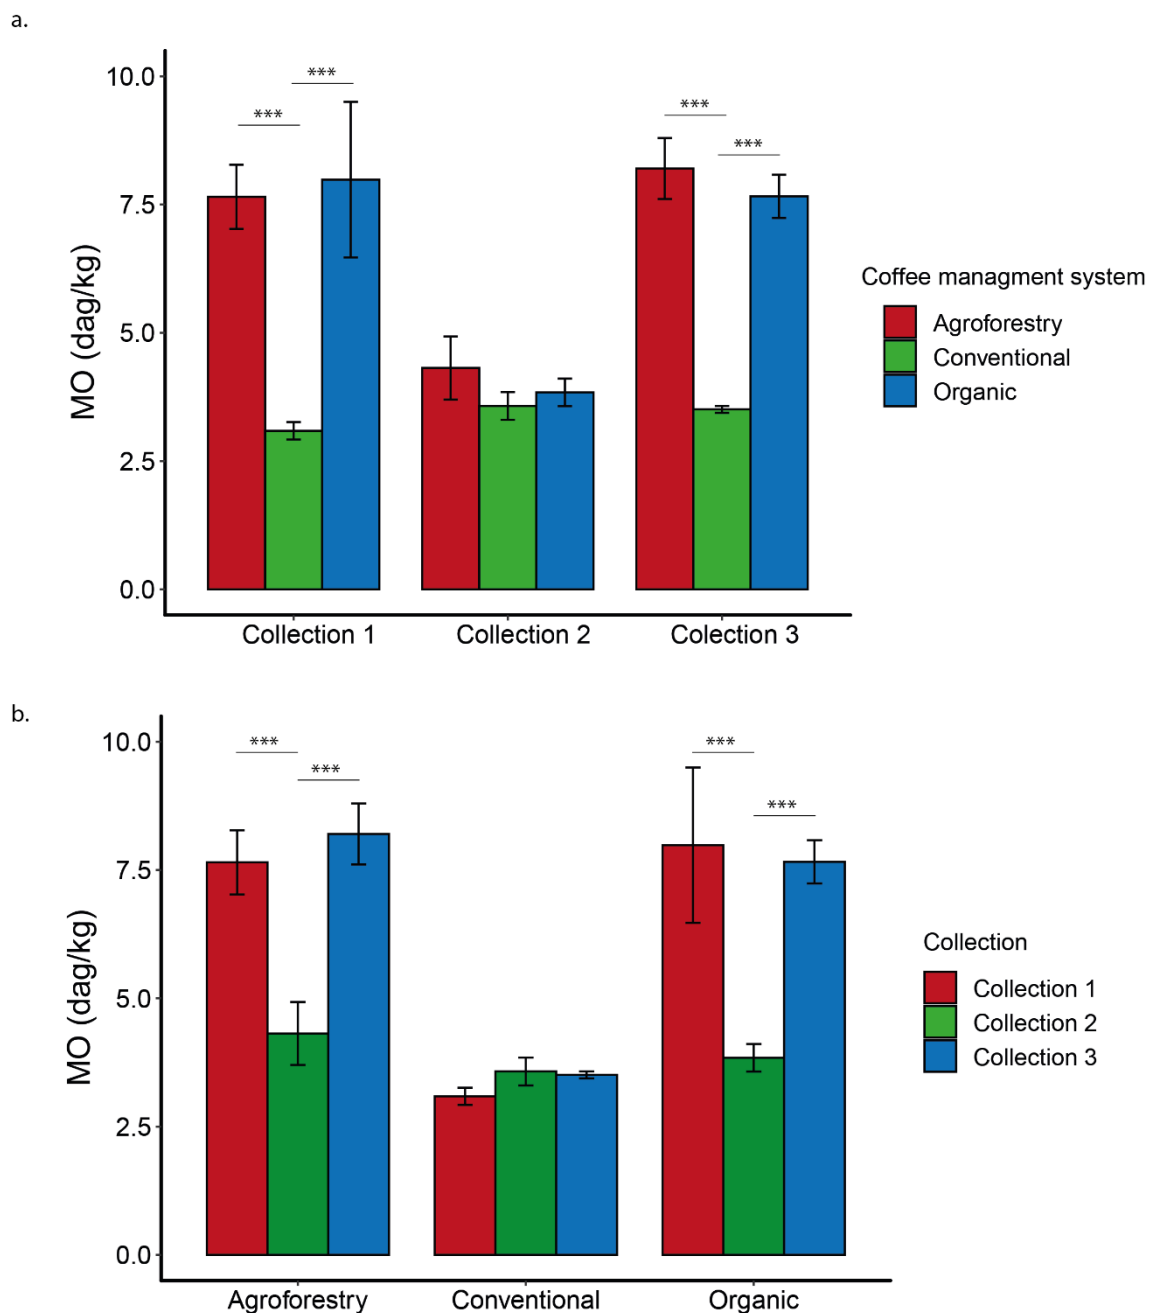 a.
10.0
7.5
5.0
2.5
0.0
MO (dag/kg)
***
***
***
***
Collection 1
Collection 2
Colection 3
Coffee managment system
Agroforestry
Conventional
Organic
b.
10.0
7.5
5.0
2.5
0.0
MO (dag/kg)
***
***
***
***
Agroforestry
Conventional
Organic
Collection
Collection 1
Collection 2
Collection 3